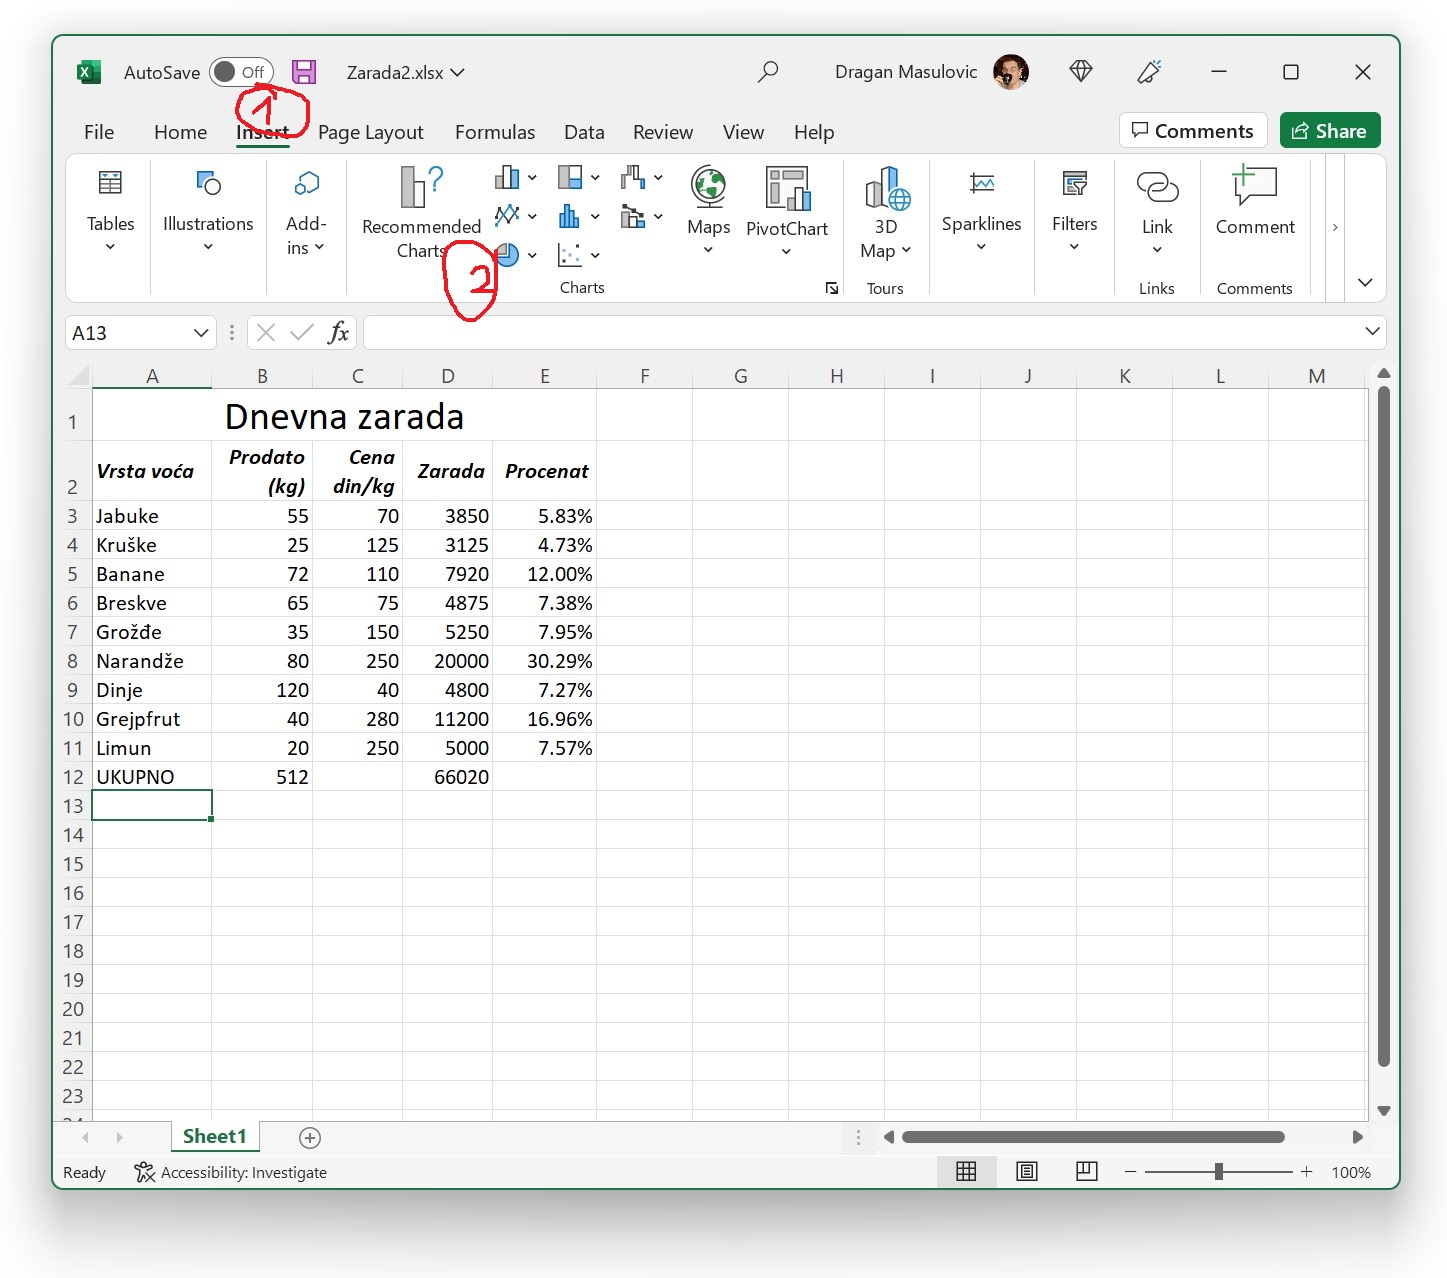 AutoSave Off Zarada2.xlsx Dragan Masulovic
1
File Home Insert Page Layout Formulas Data Review View Help Comments Share
Tables Illustrations Add-ins Recommended Charts Maps PivotChart 3D Map Sparklines Filters Link Comment
2
Charts Tours Links Comments
A13 fx
A B C D E F G H I J K L M
1 Dnevna zarada
2 Vrsta voća Prodato (kg) Cena din/kg Zarada Procenat
3 Jabuke 55 70 3850 5.83%
4 Kruške 25 125 3125 4.73%
5 Banane 72 110 7920 12.00%
6 Breskve 65 75 4875 7.38%
7 Grožđe 35 150 5250 7.95%
8 Narandže 80 250 20000 30.29%
9 Dinje 120 40 4800 7.27%
10 Grejpfrut 40 280 11200 16.96%
11 Limun 20 250 5000 7.57%
12 UKUPNO 512 66020
13
14
15
16
17
18
19
20
21
22
23
Sheet1
Ready Accessibility: Investigate 100%